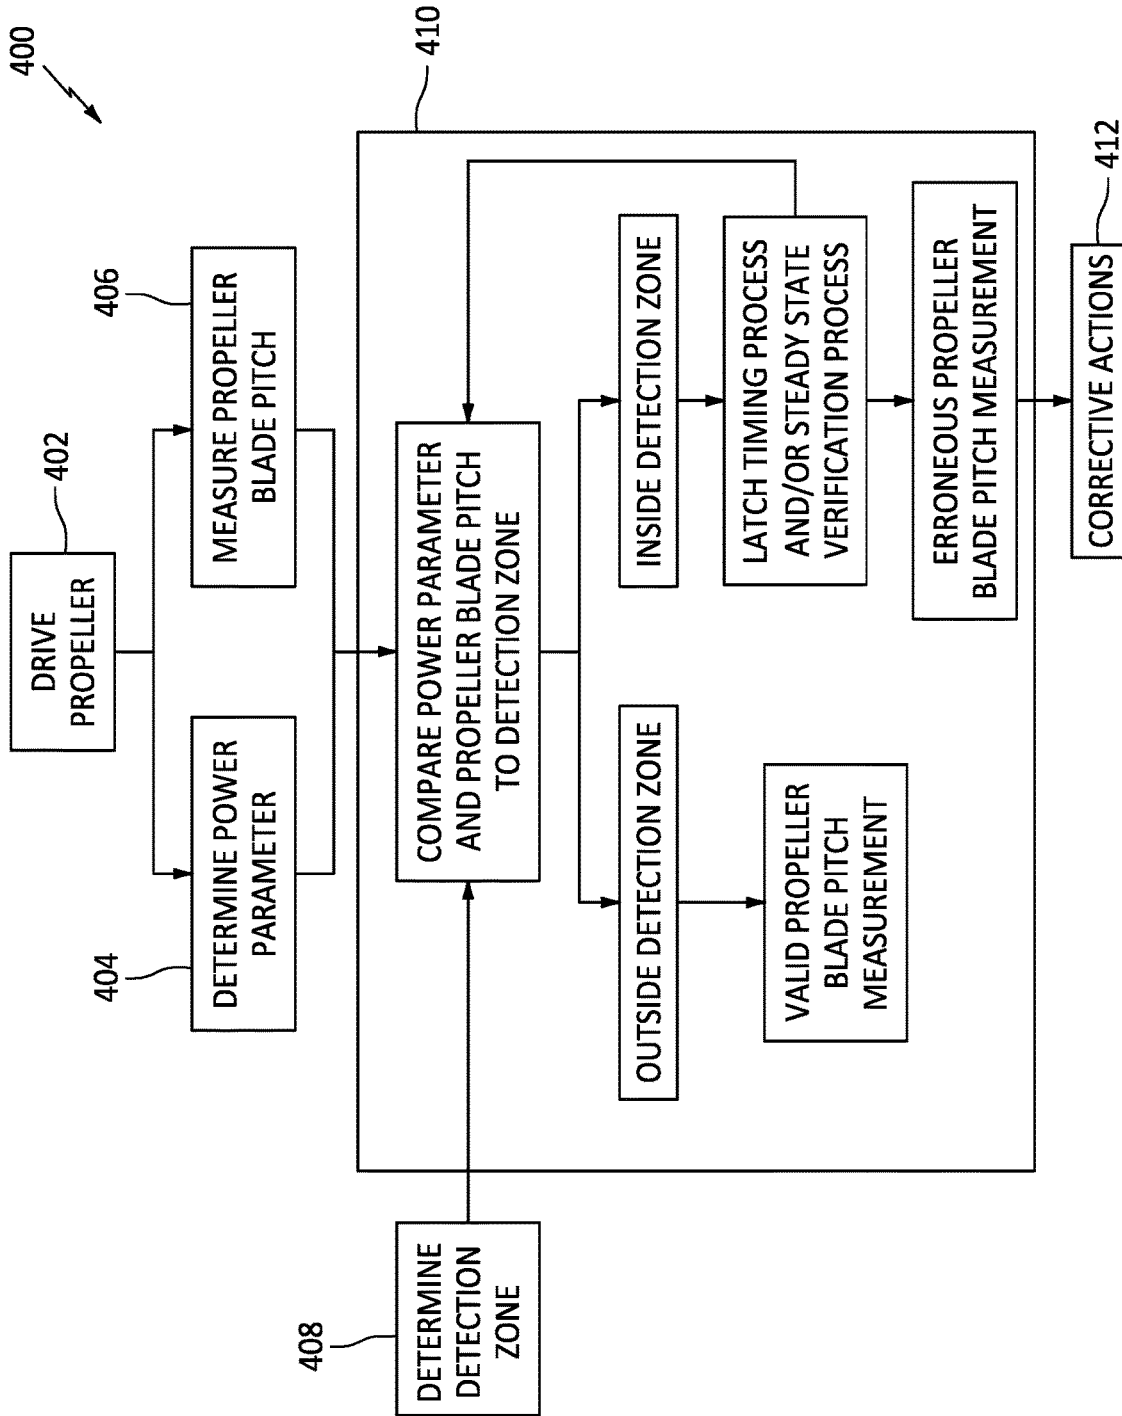 400
402
DRIVE
PROPELLER
404
DETERMINE POWER
PARAMETER
406
MEASURE PROPELLER
BLADE PITCH
408
DETERMINE
DETECTION
ZONE
410
COMPARE POWER PARAMETER
AND PROPELLER BLADE PITCH
TO DETECTION ZONE
OUTSIDE DETECTION ZONE
INSIDE DETECTION ZONE
VALID PROPELLER
BLADE PITCH
MEASUREMENT
LATCH TIMING PROCESS
AND/OR STEADY STATE
VERIFICATION PROCESS
ERRONEOUS PROPELLER
BLADE PITCH MEASUREMENT
CORRECTIVE ACTIONS
412